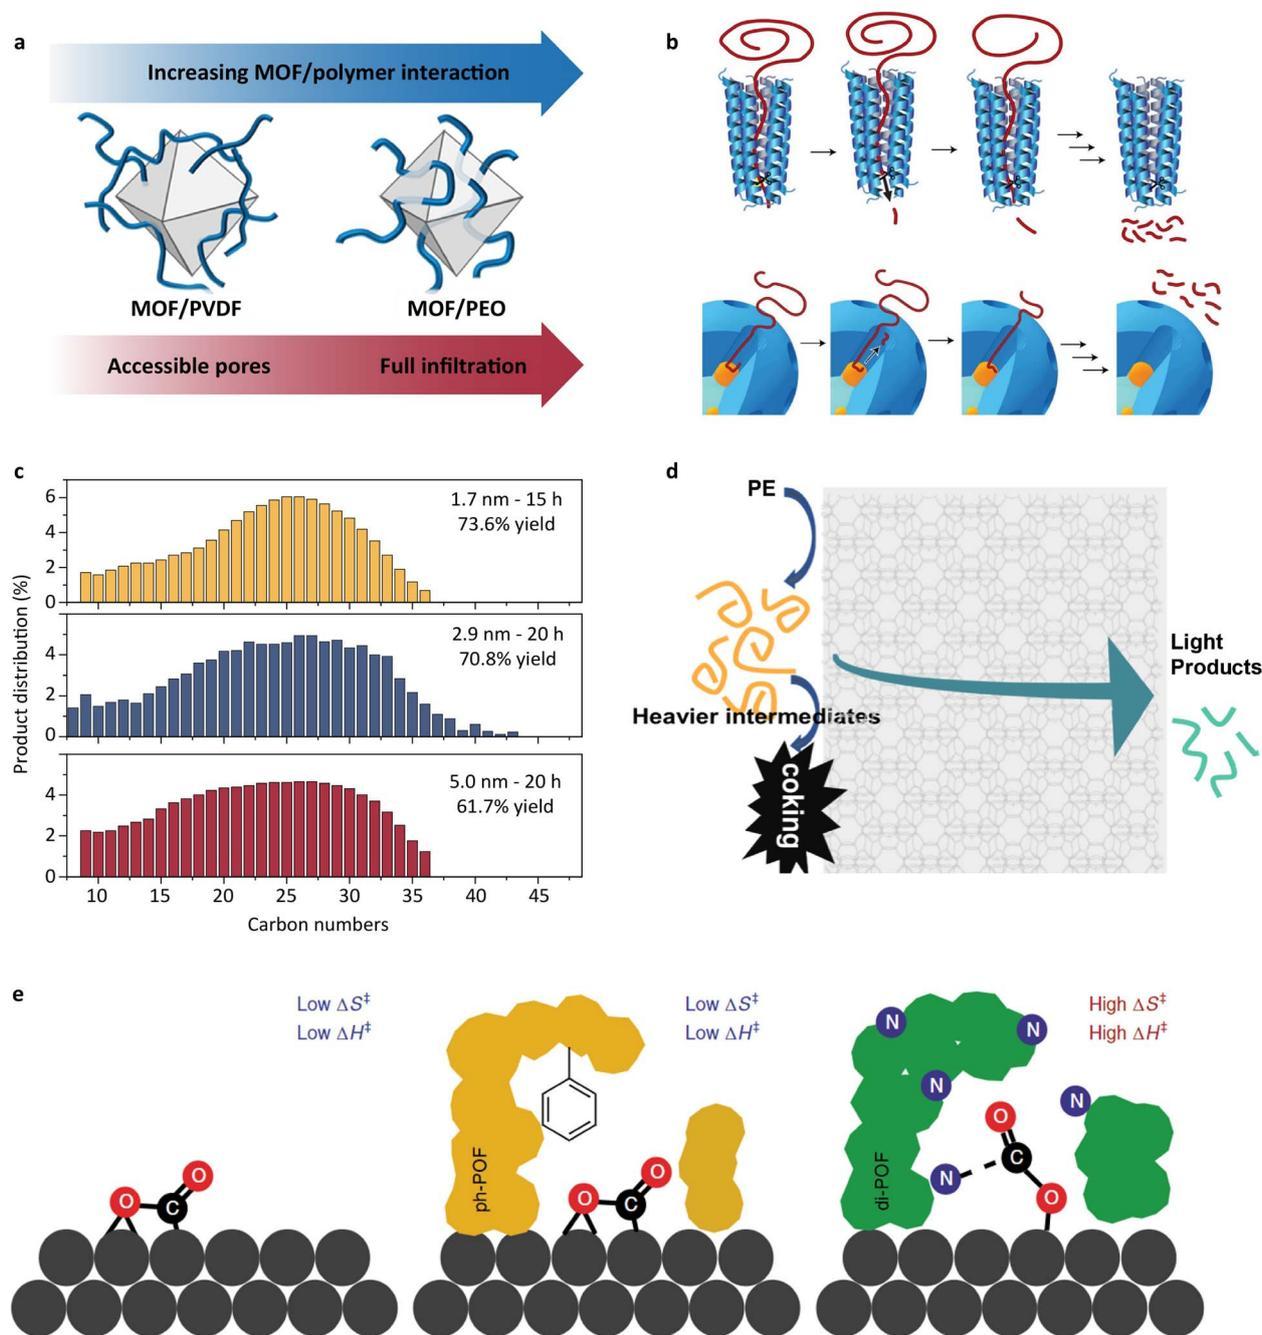 a
Increasing MOF/polymer interaction
MOF/PVDF
MOF/PEO
Accessible pores
Full infiltration
b
c
Product distribution (%)
6
4
2
0
1.7 nm - 15 h
73.6% yield
4
2
0
2.9 nm - 20 h
70.8% yield
4
2
0
5.0 nm - 20 h
61.7% yield
10 15 20 25 30 35 40 45
Carbon numbers
d
PE
Heavier intermediates
coking
Light
Products
e
Low ΔS‡
Low ΔH‡
O
C
O
Low ΔS‡
Low ΔH‡
ph-POF
O
C
O
High ΔS‡
High ΔH‡
N
N
N
N
O
C
N
O
di-POF